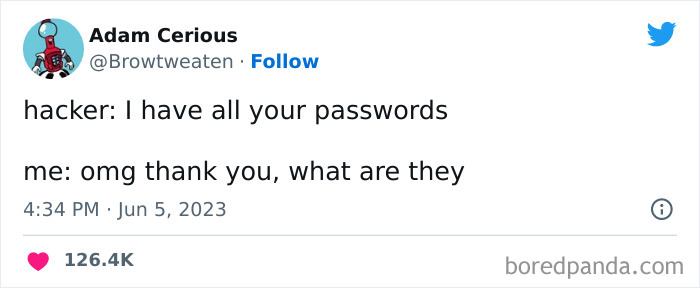 Adam Cerious
@Browtweaten · Follow
hacker: I have all your passwords
me: omg thank you, what are they
4:34 PM · Jun 5, 2023
126.4K
boredpanda.com